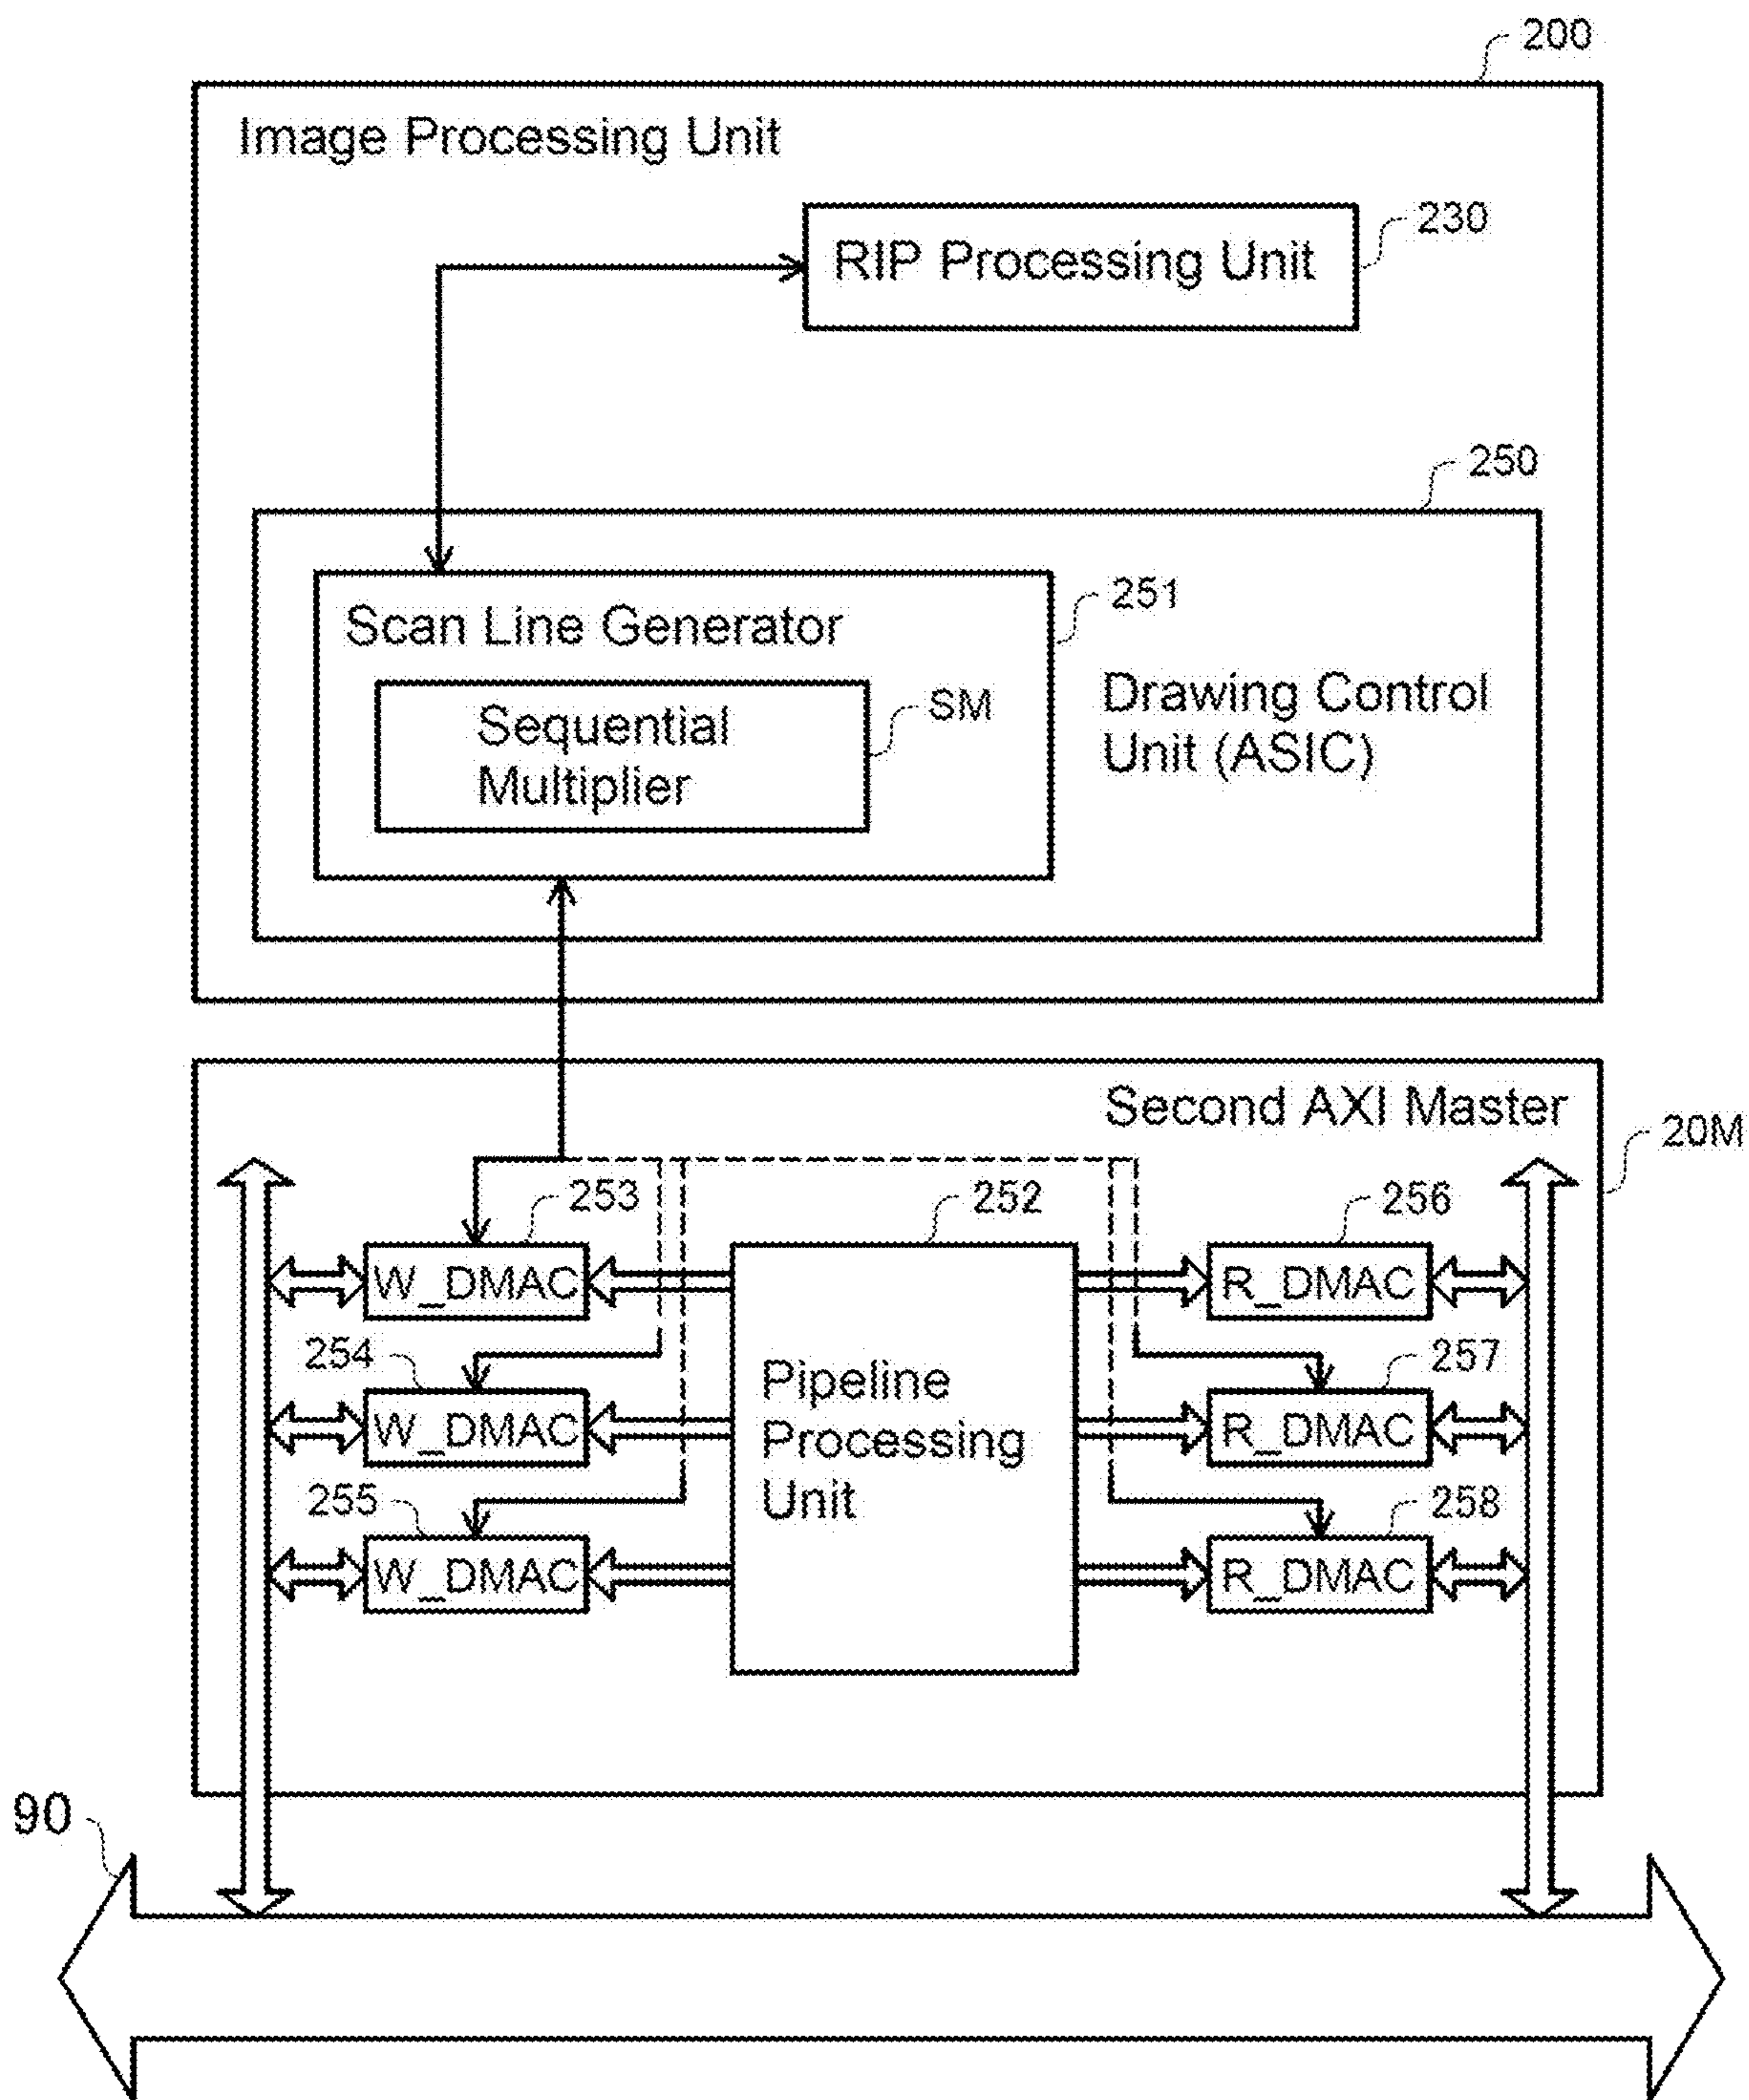 200
Image Processing Unit
230
RIP Processing Unit
250
251
Scan Line Generator
SM
Sequential
Multiplier
Drawing Control
Unit (ASIC)
Second AXI Master
20M
253
252
256
W_DMAC
R_DMAC
254
257
W_DMAC
R_DMAC
Pipeline
Processing
Unit
255
258
W_DMAC
R_DMAC
90